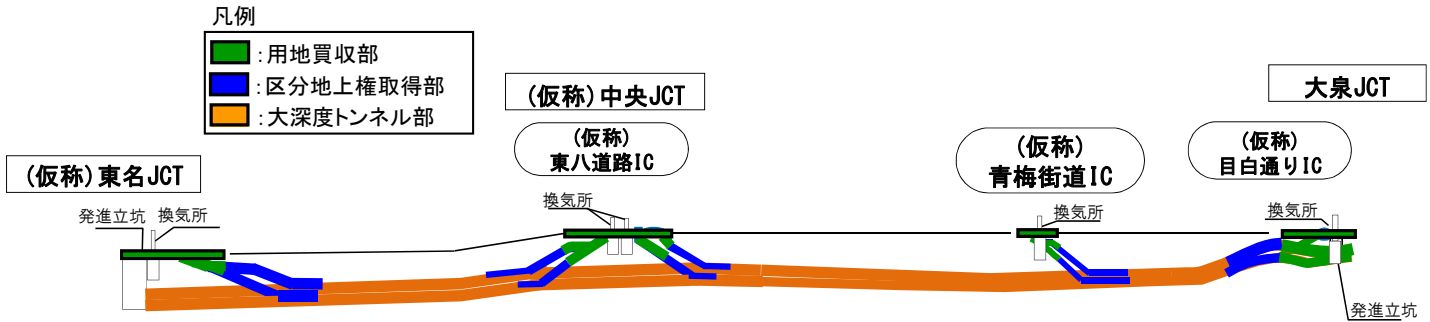 凡例
:用地買収部
:区分地上権取得部
:大深度トンネル部
(仮称)東名JCT
発進立坑
換気所
(仮称)中央JCT
(仮称)
東八道路IC
換気所
(仮称)
青梅街道IC
換気所
大泉JCT
(仮称)
目白通りIC
換気所
発進立坑